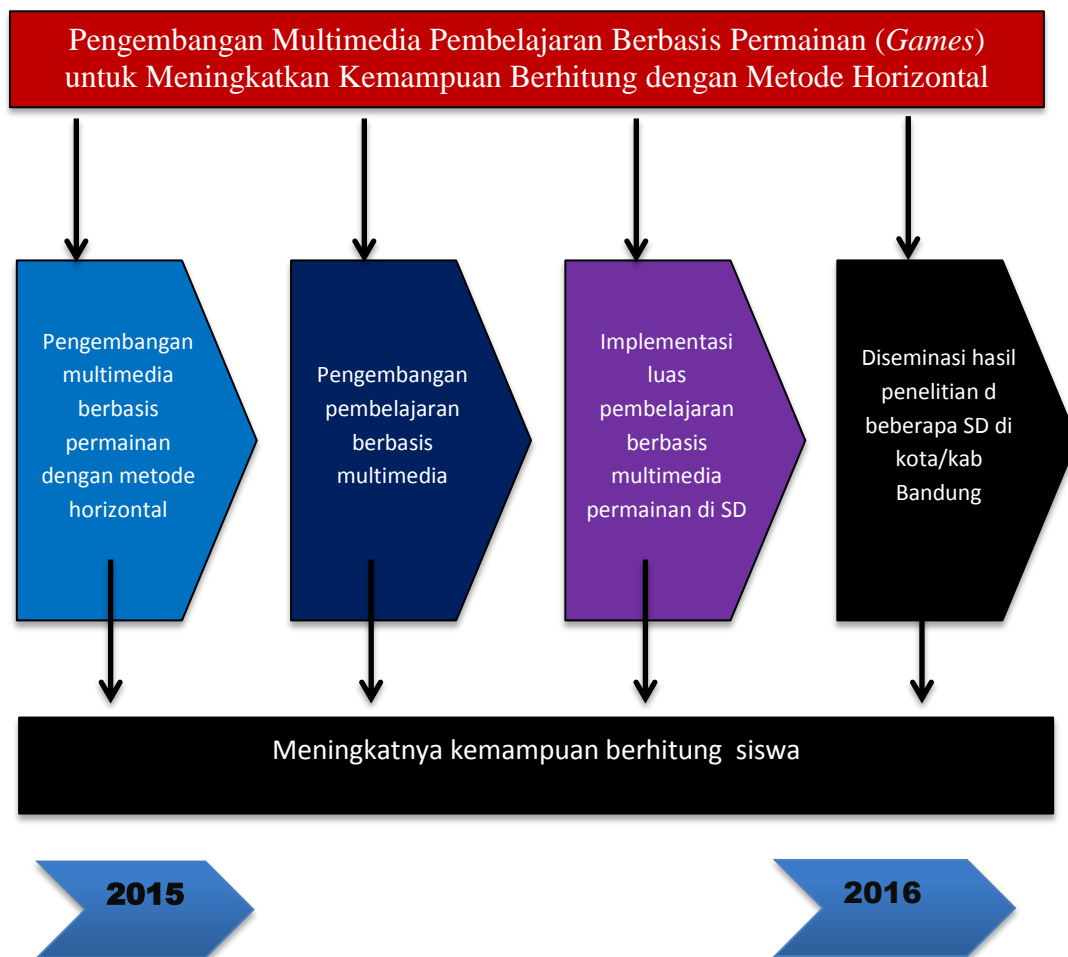 Pengembangan Multimedia Pembelajaran Berbasis Permainan (Games)
untuk Meningkatkan Kemampuan Berhitung dengan Metode Horizontal
Pengembangan
multimedia
berbasis
permainan
dengan metode
horizontal
Pengembangan
pembelajaran
berbasis
multimedia
Implementasi
luas
pembelajaran
berbasis
multimedia
permainan di SD
Diseminasi hasil
penelitian d
beberapa SD di
kota/kab
Bandung
Meningkatnya kemampuan berhitung  siswa
2015
2016